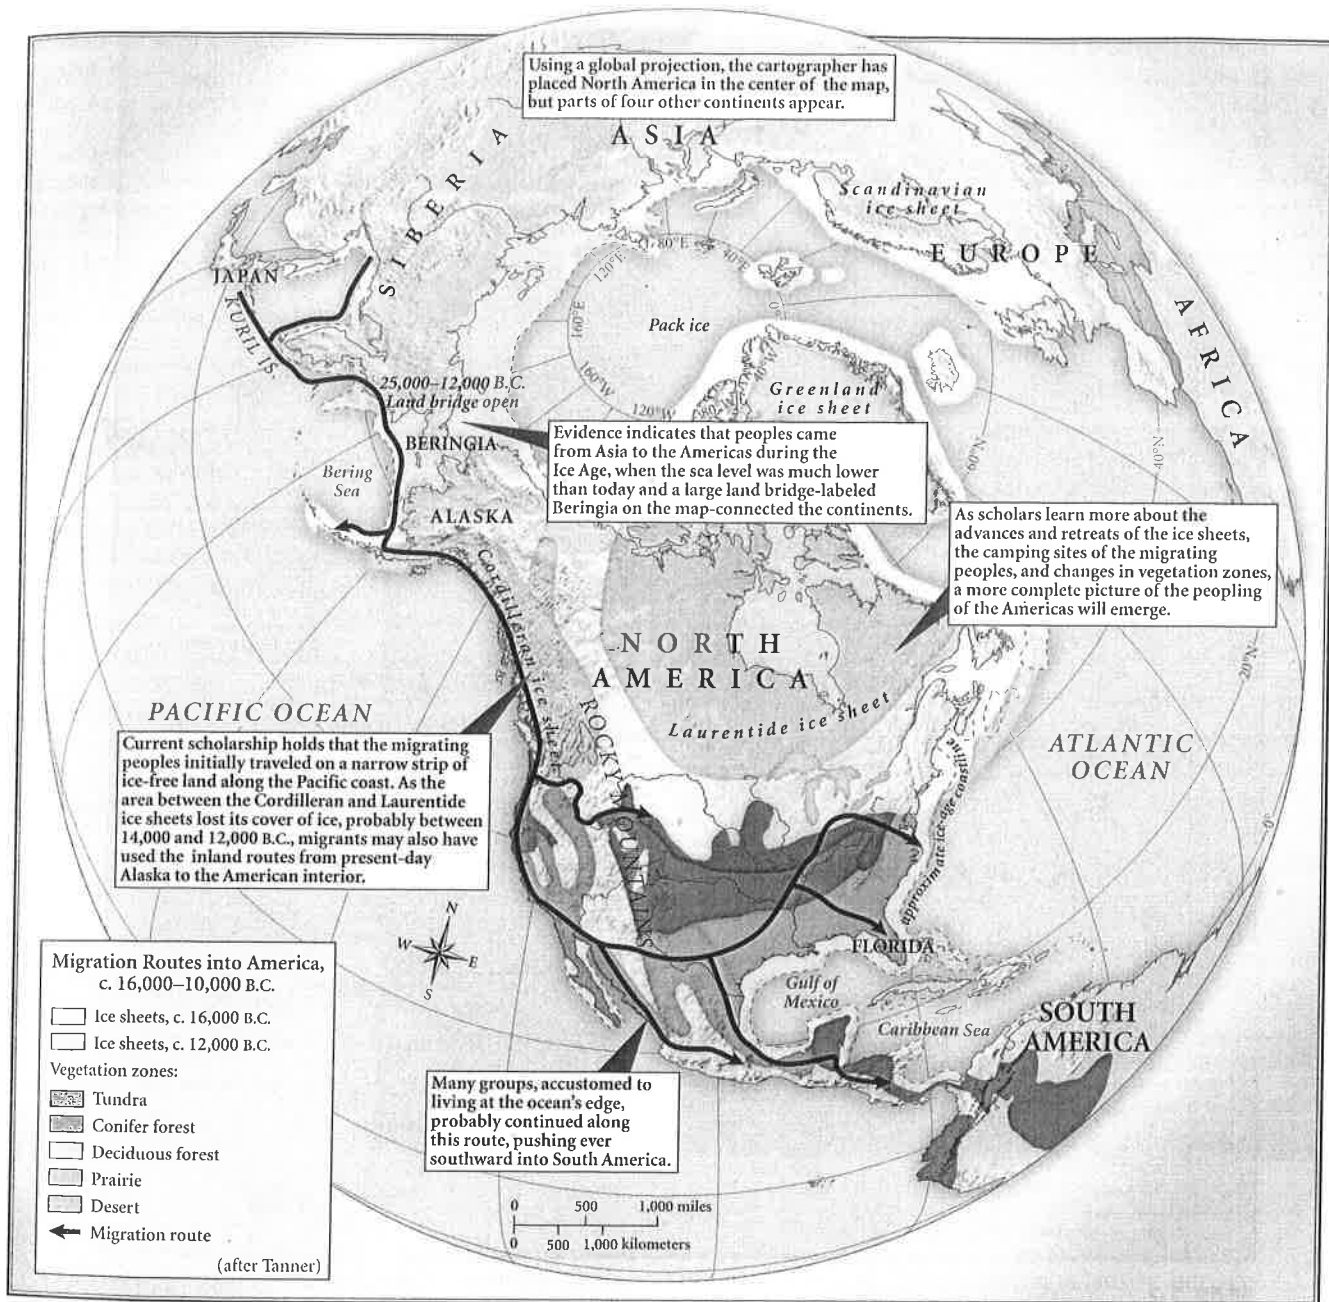 Using a global projection, the cartographer has
placed North America in the center of the map,
but parts of four other continents appear.
ASIA
SIBERIA
Scandinavian
ice sheet
EUROPE
AFRICA
JAPAN
KURIL IS.
80°E
40°E
0°
120°E
160°E
160°W
120°W
80°W
40°W
Pack ice
Greenland
ice sheet
60°N
40°N
20°N
0°
25,000–12,000 B.C.
Land bridge open
BERINGIA
Bering
Sea
ALASKA
Evidence indicates that peoples came
from Asia to the Americas during the
Ice Age, when the sea level was much lower
than today and a large land bridge-labeled
Beringia on the map-connected the continents.
As scholars learn more about the
advances and retreats of the ice sheets,
the camping sites of the migrating
peoples, and changes in vegetation zones,
a more complete picture of the peopling
of the Americas will emerge.
Cordilleran ice sheet
NORTH
AMERICA
Laurentide ice sheet
ROCKY MOUNTAINS
PACIFIC OCEAN
ATLANTIC
OCEAN
approximate ice-age coastline
Current scholarship holds that the migrating
peoples initially traveled on a narrow strip of
ice-free land along the Pacific coast. As the
area between the Cordilleran and Laurentide
ice sheets lost its cover of ice, probably between
14,000 and 12,000 B.C., migrants may also have
used the inland routes from present-day
Alaska to the American interior.
N
W
E
S
FLORIDA
Gulf of
Mexico
Caribbean Sea
SOUTH
AMERICA
Many groups, accustomed to
living at the ocean's edge,
probably continued along
this route, pushing ever
southward into South America.
Migration Routes into America,
c. 16,000–10,000 B.C.
Ice sheets, c. 16,000 B.C.
Ice sheets, c. 12,000 B.C.
Vegetation zones:
Tundra
Conifer forest
Deciduous forest
Prairie
Desert
Migration route
(after Tanner)
0 500 1,000 miles
0 500 1,000 kilometers